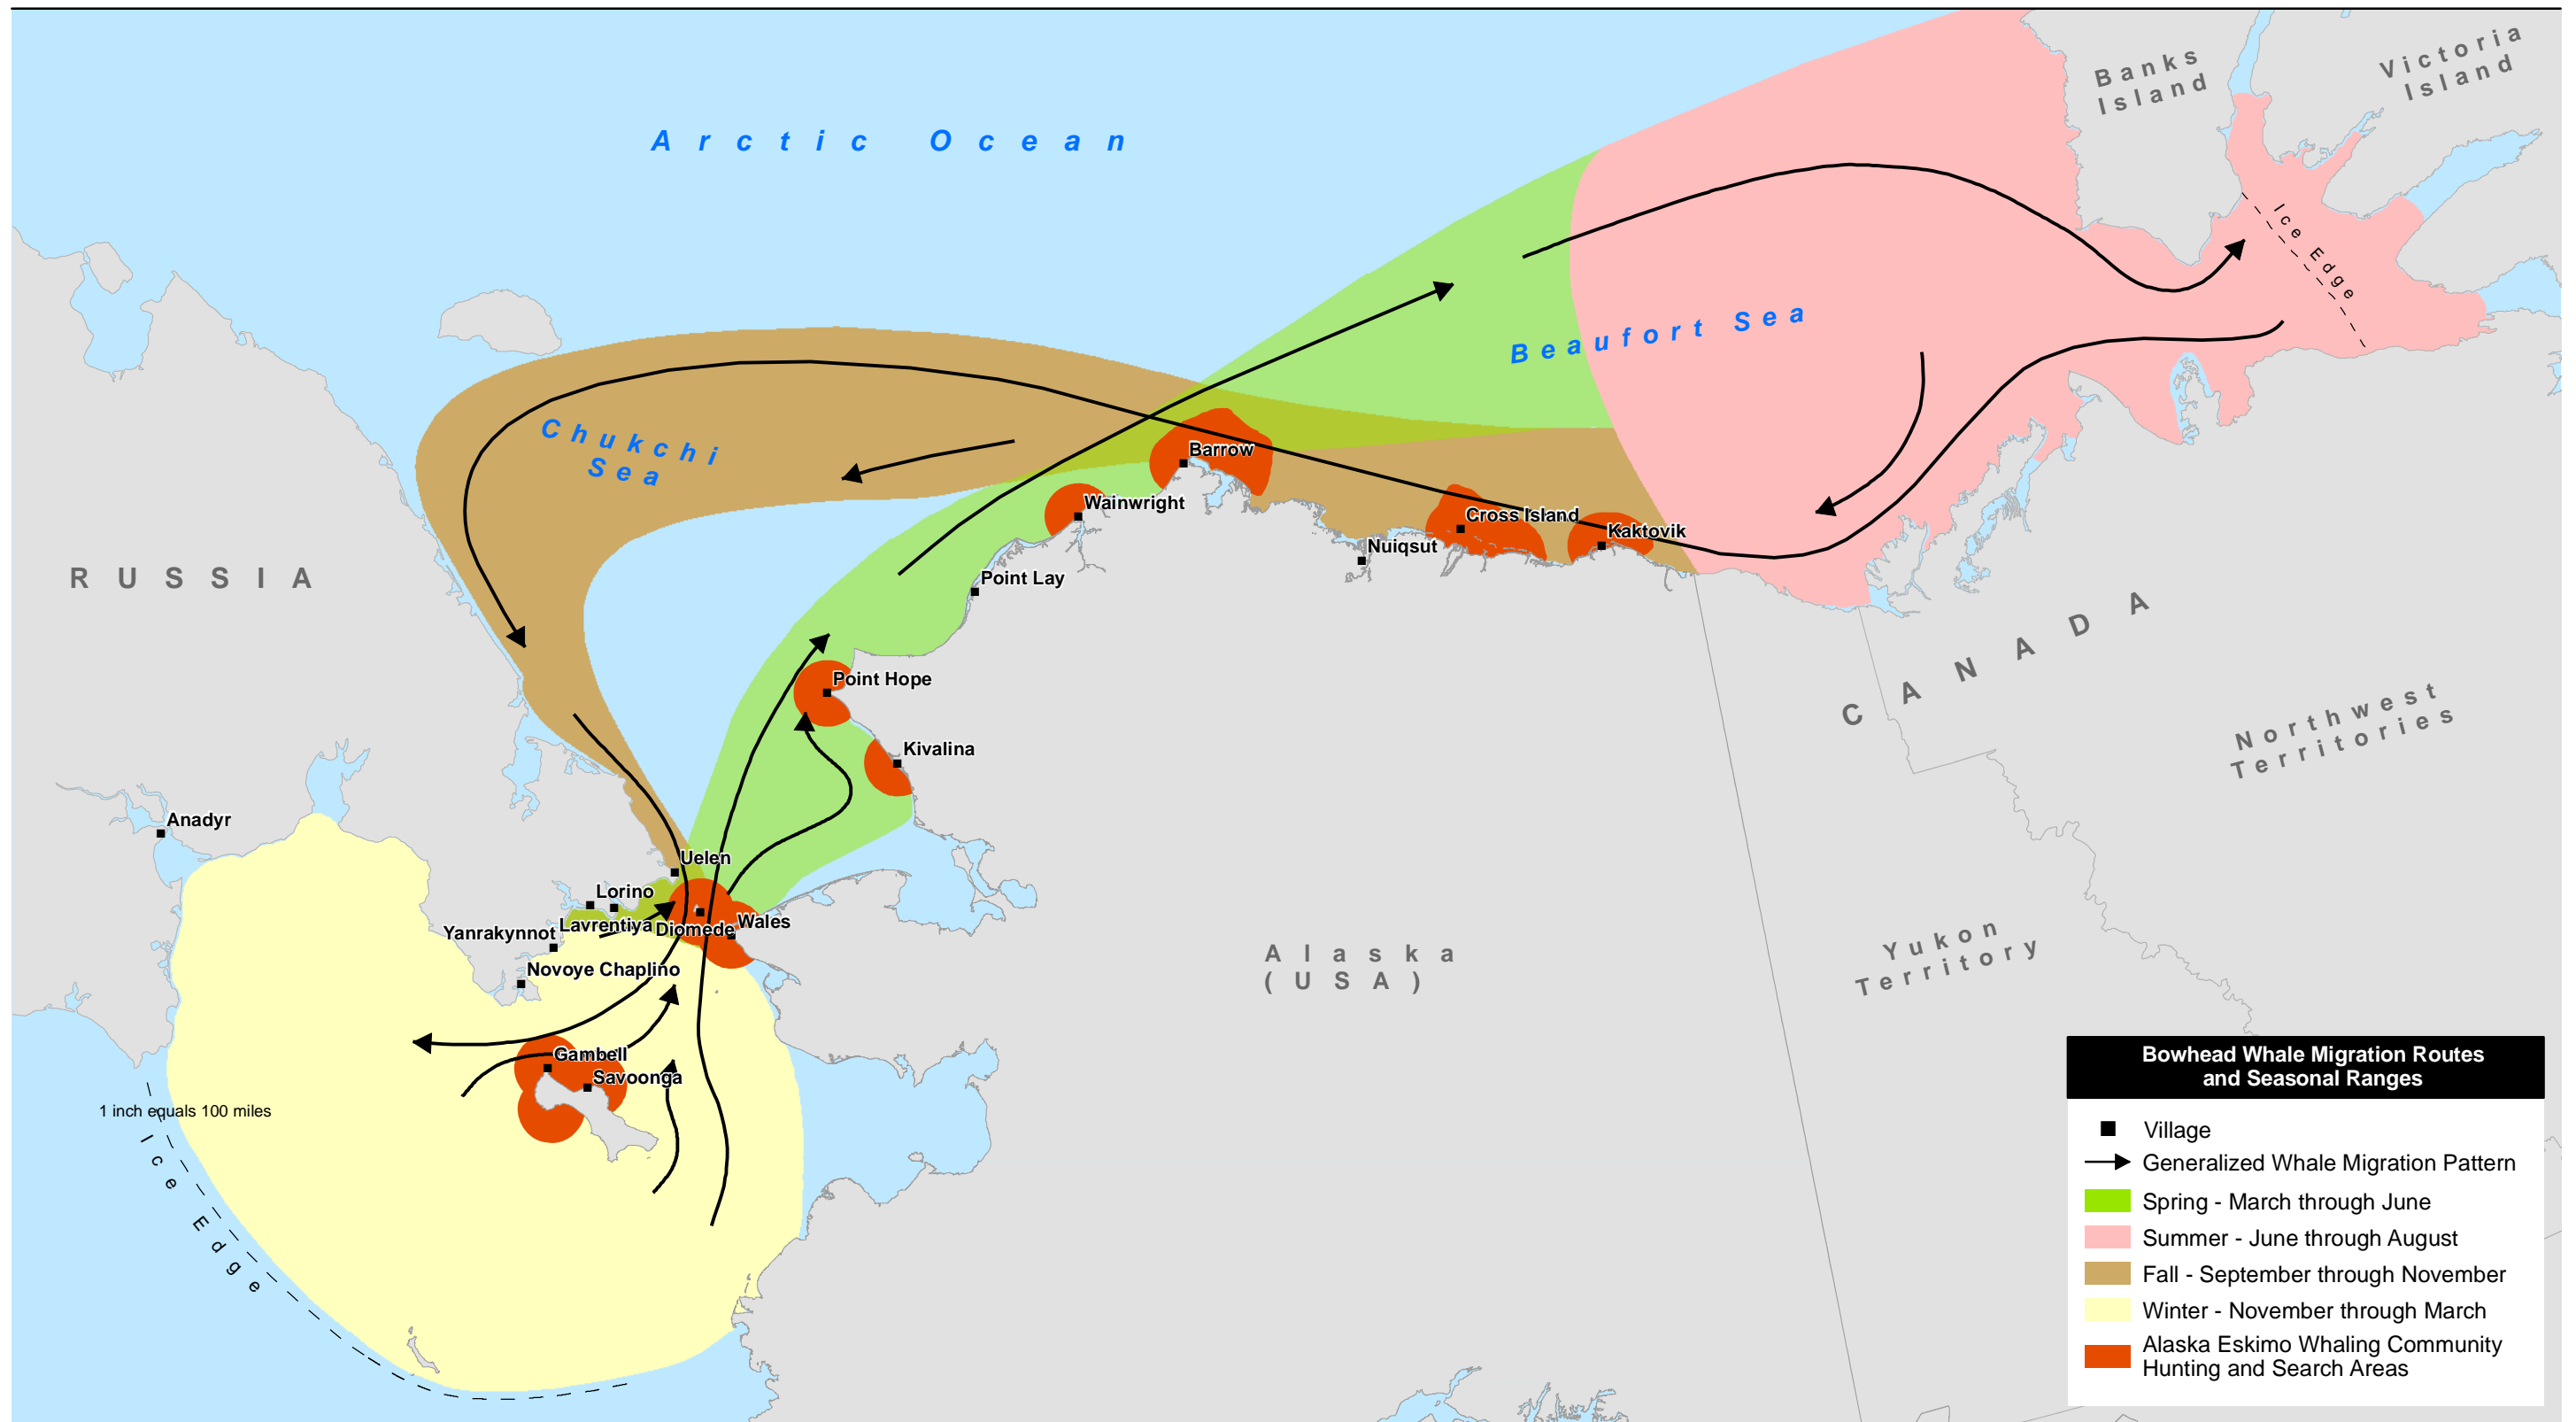 Banks
Island
Victoria
Island
Arctic Ocean
Ice Edge
Beaufort Sea
Chukchi
Sea
Barrow
Wainwright
Cross Island
Kaktovik
Nuiqsut
Point Lay
RUSSIA
CANADA
Point Hope
Northwest
Territories
Kivalina
Anadyr
Uelen
Lorino
Lavrentiya
Diomede
Wales
Yanrakynnot
Novoye Chaplino
Alaska
(USA)
Yukon
Territory
Gambell
Savoonga
1 inch equals 100 miles
Ice Edge
Bowhead Whale Migration Routes
and Seasonal Ranges
Village
Generalized Whale Migration Pattern
Spring - March through June
Summer - June through August
Fall - September through November
Winter - November through March
Alaska Eskimo Whaling Community
Hunting and Search Areas